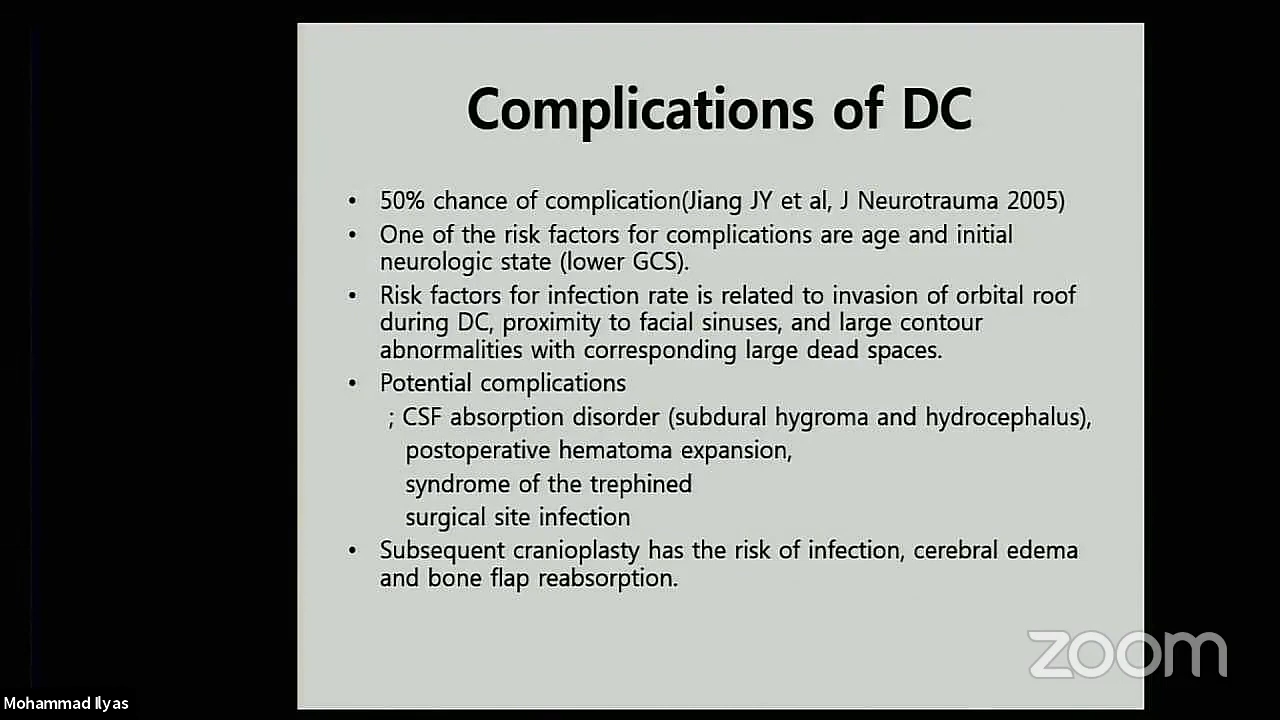 Complications of DC
• 50% chance of complication(Jiang JY et al, J Neurotrauma 2005)
• One of the risk factors for complications are age and initial
neurologic state (lower GCS).
• Risk factors for infection rate is related to invasion of orbital roof
during DC, proximity to facial sinuses, and large contour
abnormalities with corresponding large dead spaces.
• Potential complications
; CSF absorption disorder (subdural hygroma and hydrocephalus),
postoperative hematoma expansion,
syndrome of the trephined
surgical site infection
• Subsequent cranioplasty has the risk of infection, cerebral edema
and bone flap reabsorption.
zoom
Mohammad Ilyas